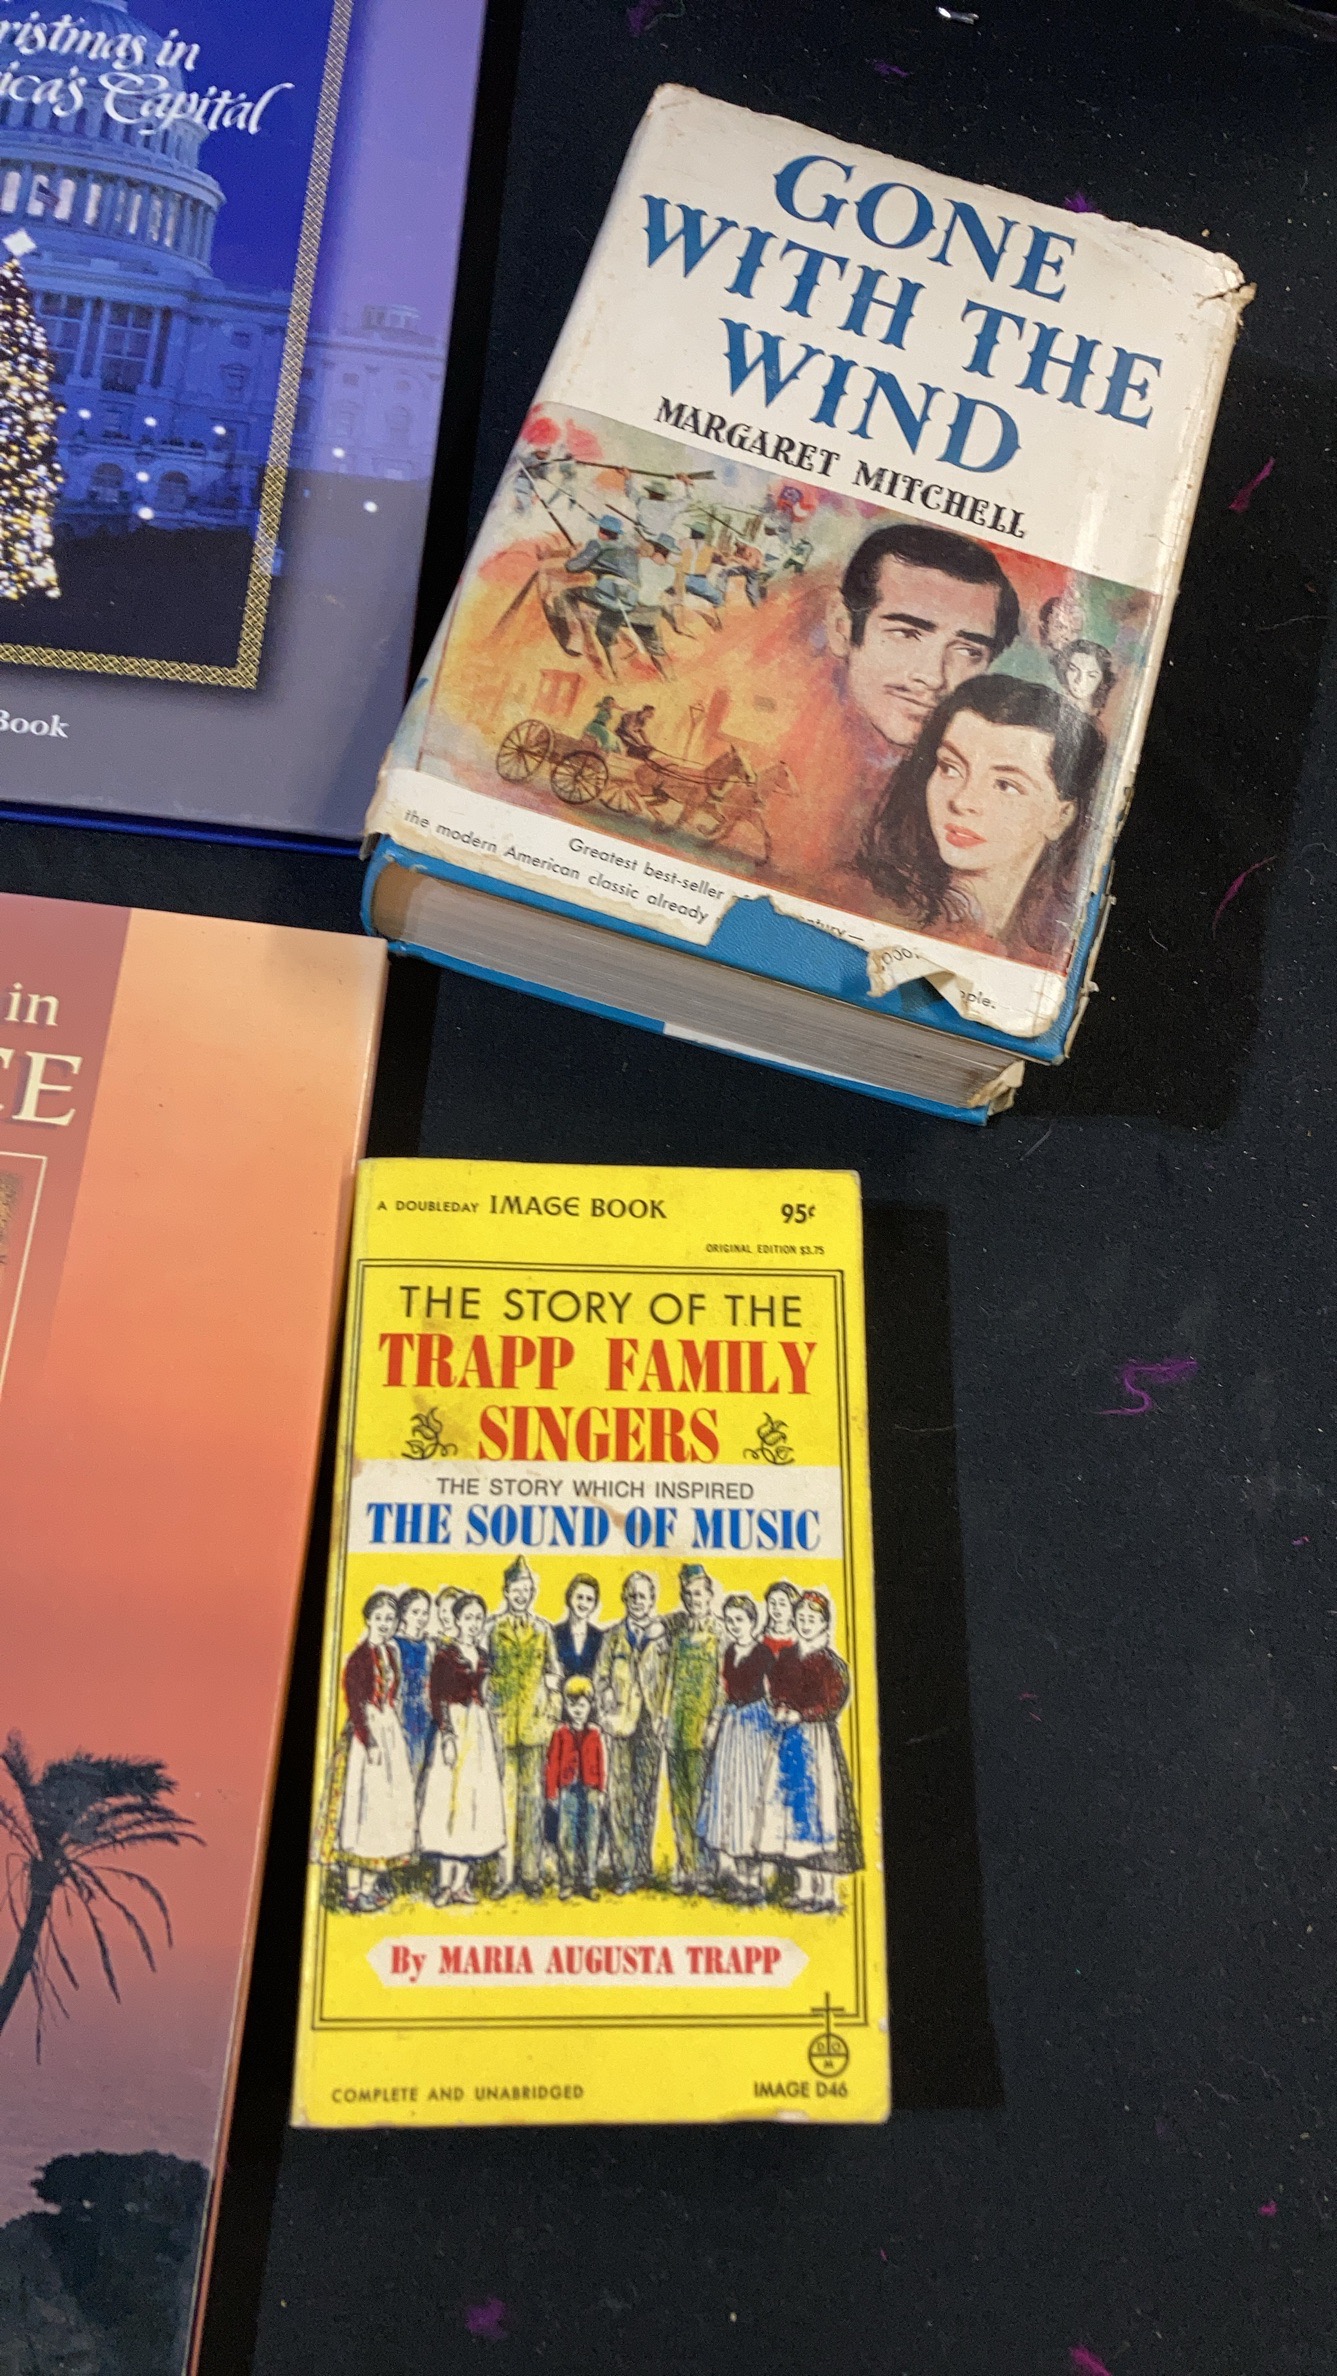 ristmas in
ica's Capital
Book
GONE
WITH THE
WIND
MARGARET MITCHELL
Greatest best-seller
the modern American classic already
in
CE
A DOUBLEDAY IMAGE BOOK
95¢
ORIGINAL EDITION $3.75
THE STORY OF THE
TRAPP FAMILY
SINGERS
THE STORY WHICH INSPIRED
THE SOUND OF MUSIC
By MARIA AUGUSTA TRAPP
D O
M
COMPLETE AND UNABRIDGED
IMAGE D46